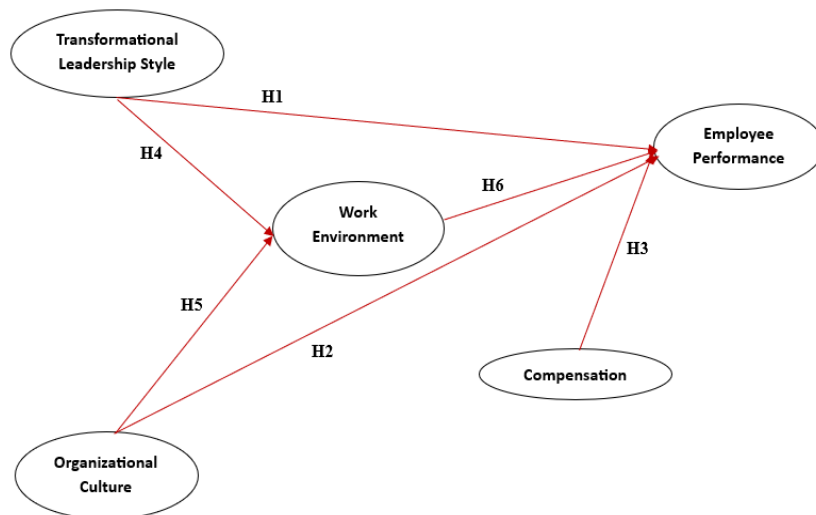 Transformational
Leadership Style
H1
Employee
Performance
H4
H6
Work
Environment
H3
H5
H2
Compensation
Organizational
Culture